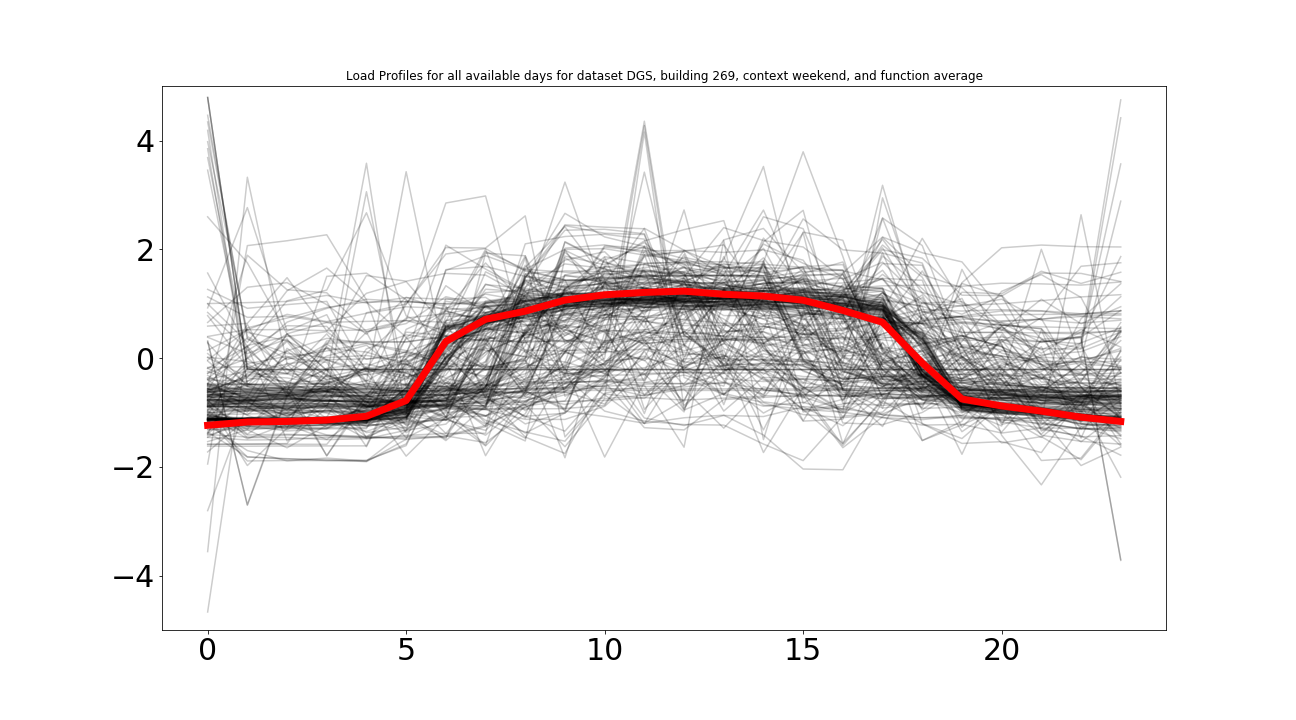 Load Profiles for all available days for dataset DGS, building 269, context weekend, and function average
4
2
0
−2
−4
0 5 10 15 20